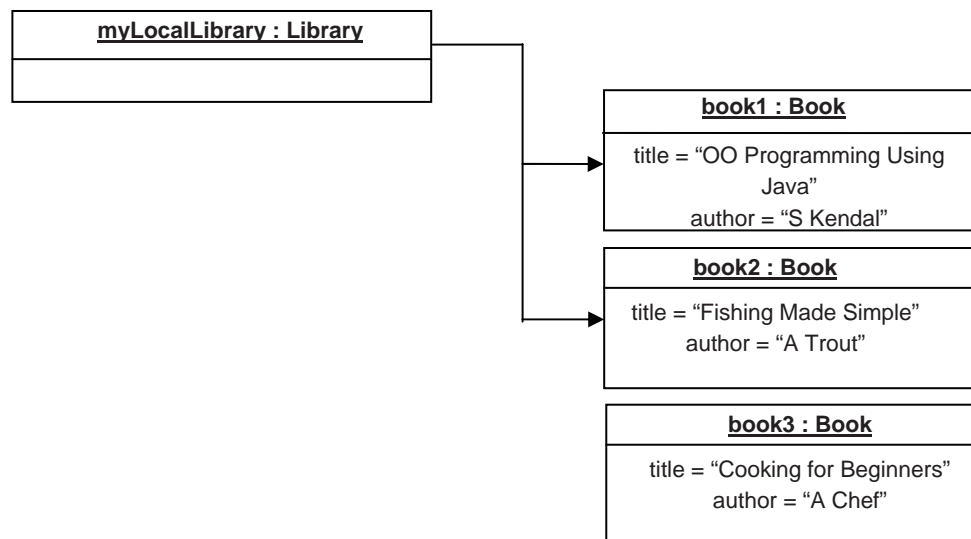 myLocalLibrary : Library
book1 : Book
title = “OO Programming Using
Java”
author = “S Kendal”
book2 : Book
title = “Fishing Made Simple”
author = “A Trout”
book3 : Book
title = “Cooking for Beginners”
author = “A Chef”